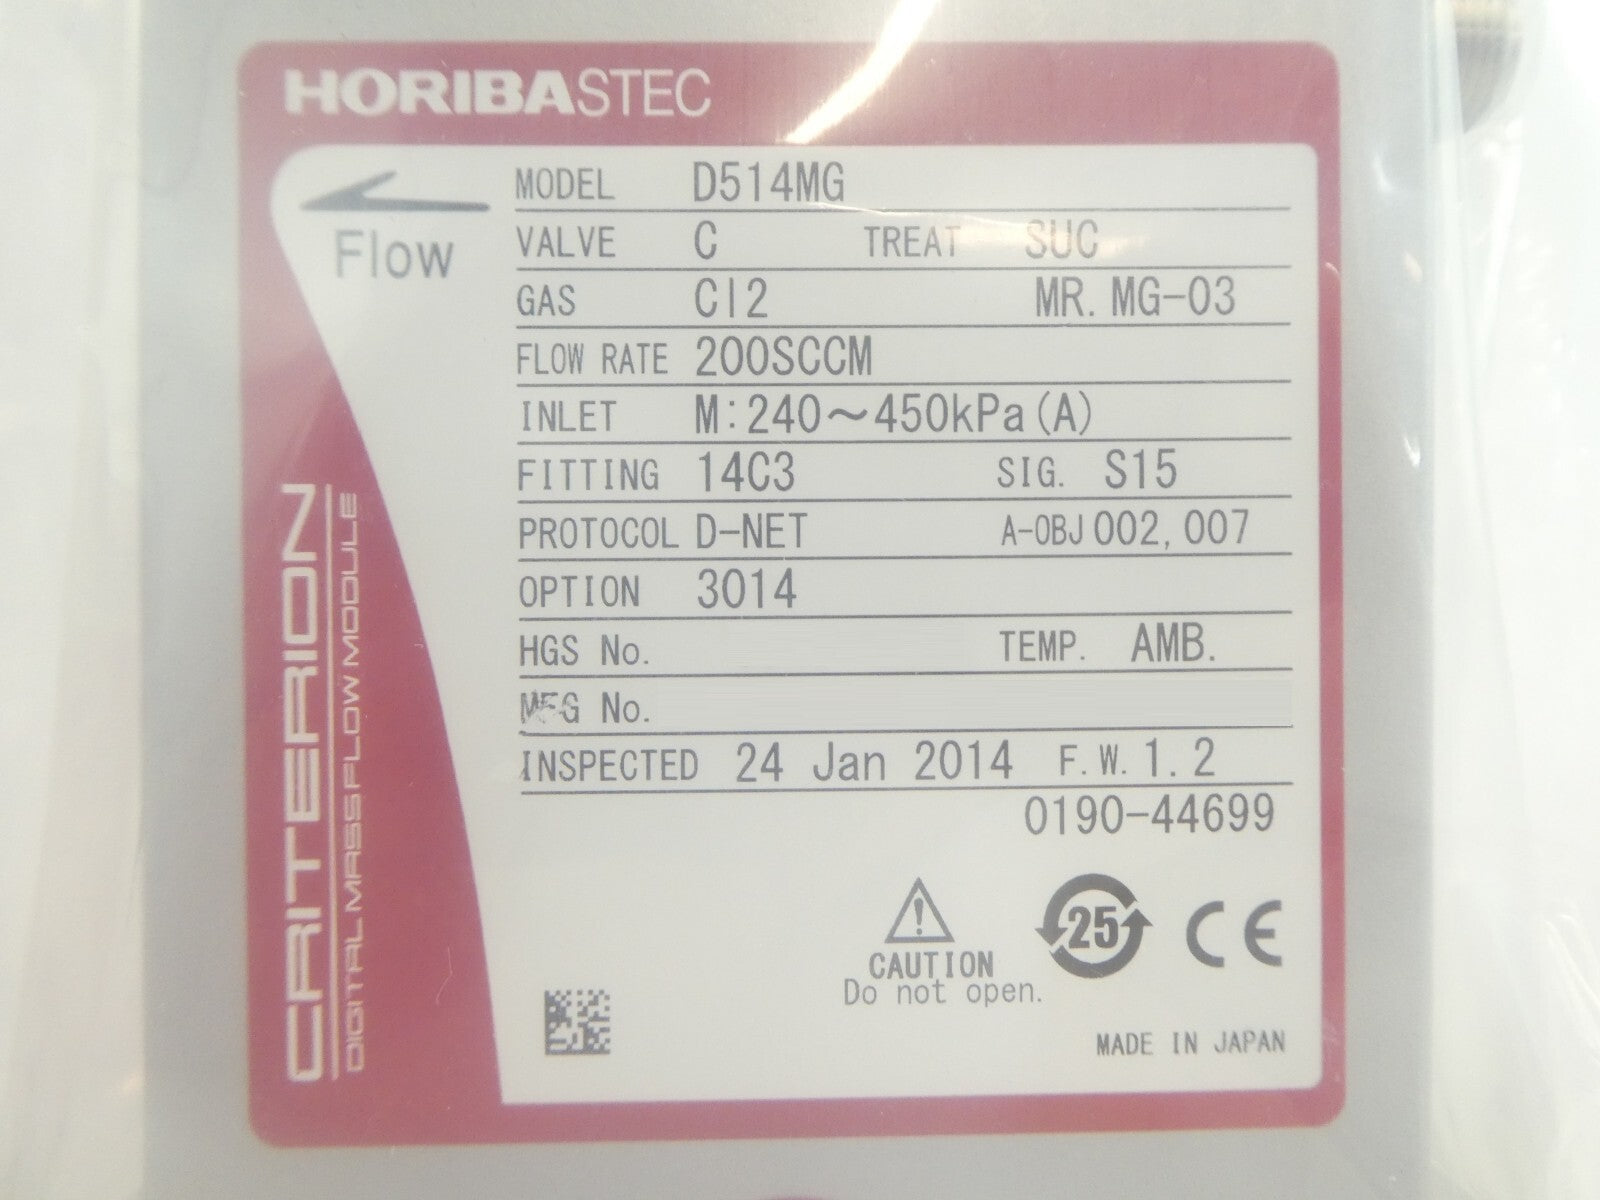 HORIBASTEC
Flow
MODEL D514MG
VALVE C TREAT SUC
GAS Cl2 MR. MG-03
FLOW RATE 200SCCM
INLET M:240~450kPa(A)
FITTING 14C3 SIG. S15
PROTOCOL D-NET A-OBJ 002,007
OPTION 3014
HGS No. TEMP. AMB.
MFG No.
INSPECTED 24 Jan 2014 F.W. 1.2
0190-44699
CAUTION
Do not open.
25
CE
MADE IN JAPAN
CRITERION
DIGITAL MASS FLOW MODULE